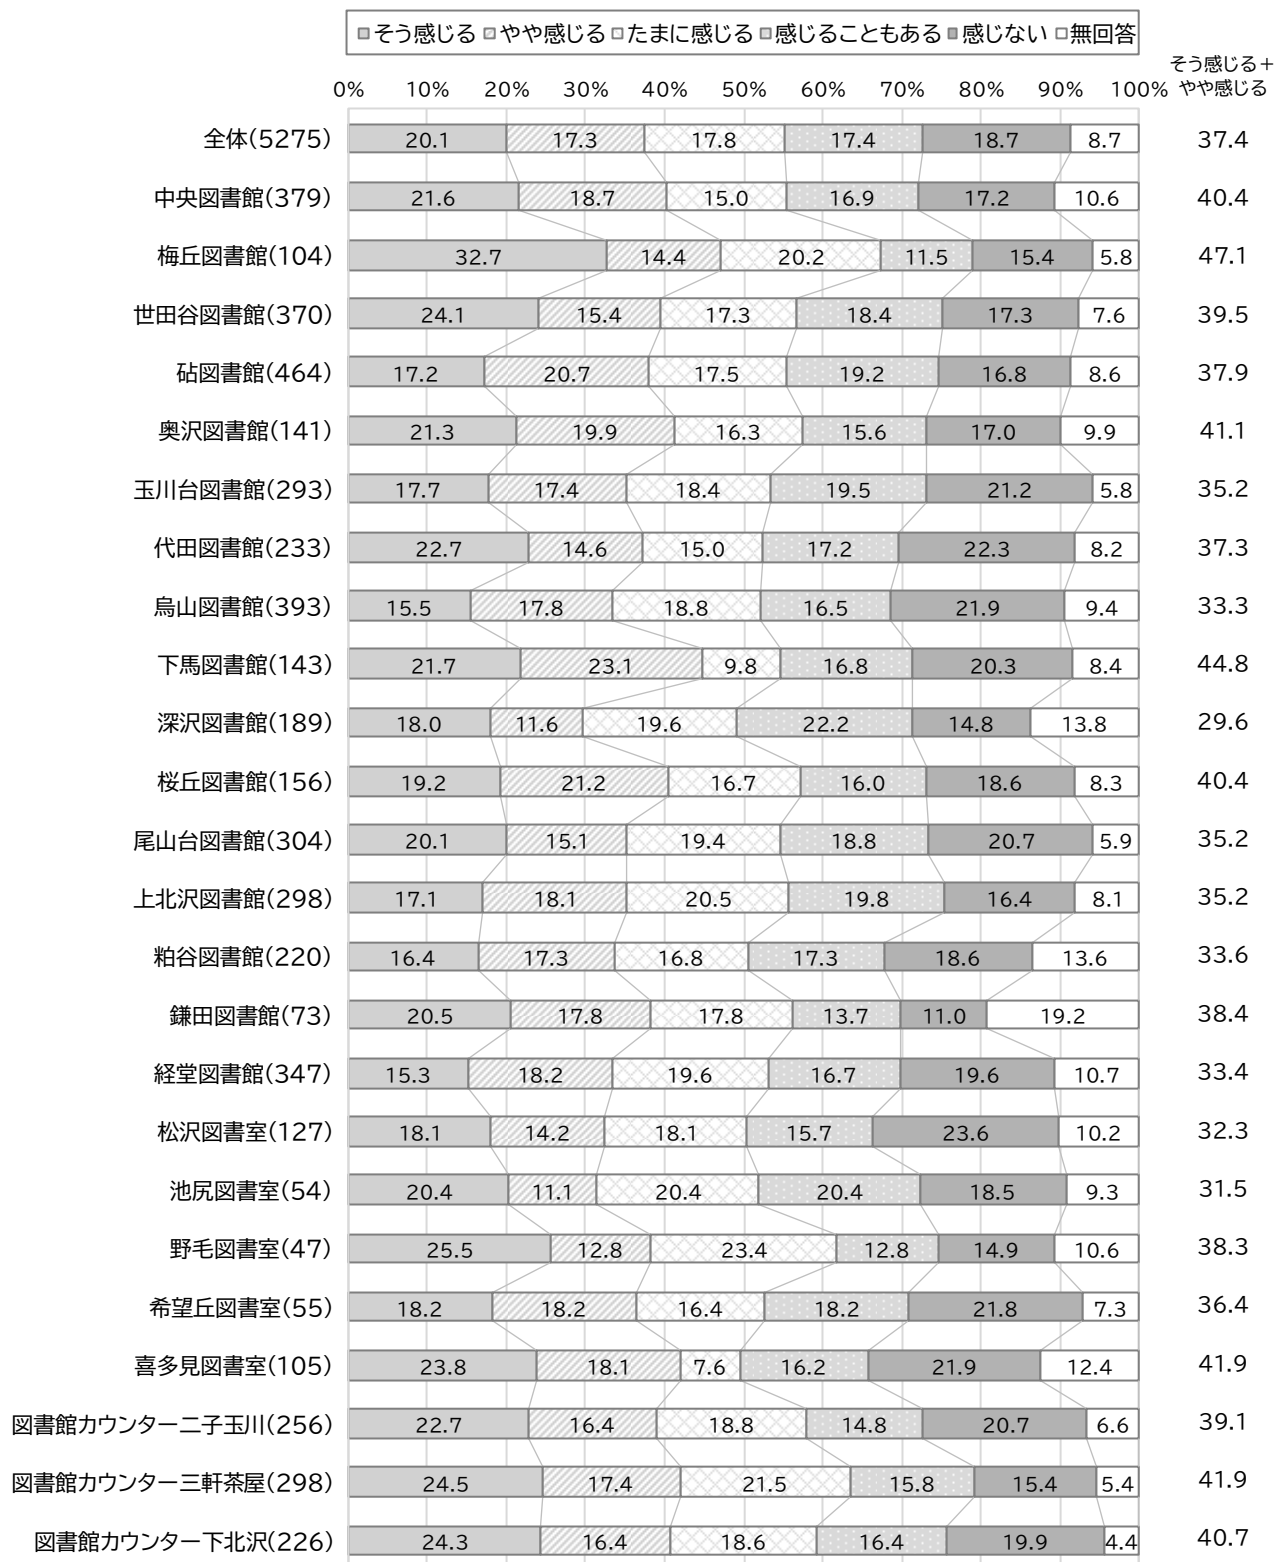 そう感じる やや感じる たまに感じる 感じることもある 感じない 無回答
そう感じる＋
やや感じる
0% 10% 20% 30% 40% 50% 60% 70% 80% 90% 100%
全体(5275) 20.1 17.3 17.8 17.4 18.7 8.7 37.4
中央図書館(379) 21.6 18.7 15.0 16.9 17.2 10.6 40.4
梅丘図書館(104) 32.7 14.4 20.2 11.5 15.4 5.8 47.1
世田谷図書館(370) 24.1 15.4 17.3 18.4 17.3 7.6 39.5
砧図書館(464) 17.2 20.7 17.5 19.2 16.8 8.6 37.9
奥沢図書館(141) 21.3 19.9 16.3 15.6 17.0 9.9 41.1
玉川台図書館(293) 17.7 17.4 18.4 19.5 21.2 5.8 35.2
代田図書館(233) 22.7 14.6 15.0 17.2 22.3 8.2 37.3
烏山図書館(393) 15.5 17.8 18.8 16.5 21.9 9.4 33.3
下馬図書館(143) 21.7 23.1 9.8 16.8 20.3 8.4 44.8
深沢図書館(189) 18.0 11.6 19.6 22.2 14.8 13.8 29.6
桜丘図書館(156) 19.2 21.2 16.7 16.0 18.6 8.3 40.4
尾山台図書館(304) 20.1 15.1 19.4 18.8 20.7 5.9 35.2
上北沢図書館(298) 17.1 18.1 20.5 19.8 16.4 8.1 35.2
粕谷図書館(220) 16.4 17.3 16.8 17.3 18.6 13.6 33.6
鎌田図書館(73) 20.5 17.8 17.8 13.7 11.0 19.2 38.4
経堂図書館(347) 15.3 18.2 19.6 16.7 19.6 10.7 33.4
松沢図書室(127) 18.1 14.2 18.1 15.7 23.6 10.2 32.3
池尻図書室(54) 20.4 11.1 20.4 20.4 18.5 9.3 31.5
野毛図書室(47) 25.5 12.8 23.4 12.8 14.9 10.6 38.3
希望丘図書室(55) 18.2 18.2 16.4 18.2 21.8 7.3 36.4
喜多見図書室(105) 23.8 18.1 7.6 16.2 21.9 12.4 41.9
図書館カウンター二子玉川(256) 22.7 16.4 18.8 14.8 20.7 6.6 39.1
図書館カウンター三軒茶屋(298) 24.5 17.4 21.5 15.8 15.4 5.4 41.9
図書館カウンター下北沢(226) 24.3 16.4 18.6 16.4 19.9 4.4 40.7